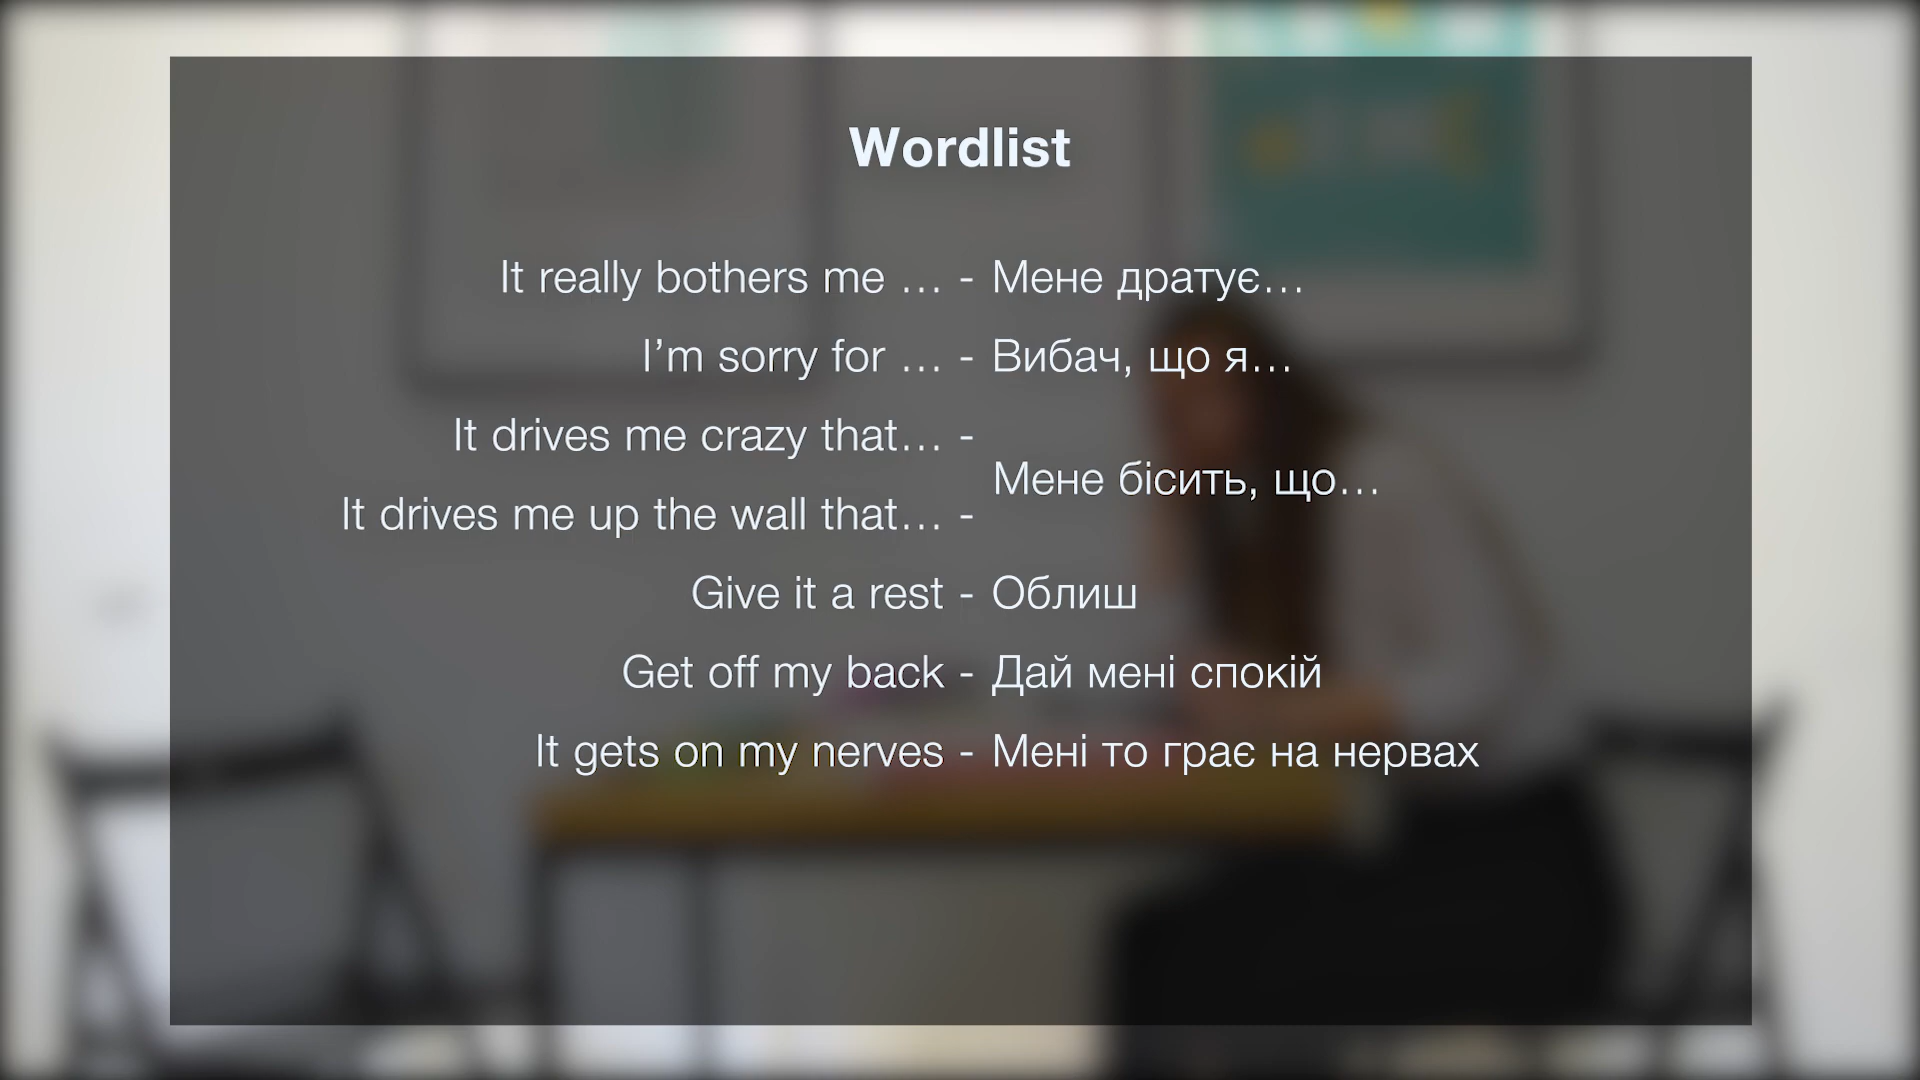 Wordlist
It really bothers me … - Мене дратує…
I’m sorry for … - Вибач, що я…
It drives me crazy that… -
Мене бісить, що…
It drives me up the wall that… -
Give it a rest - Облиш
Get off my back - Дай мені спокій
It gets on my nerves - Мені то грає на нервах